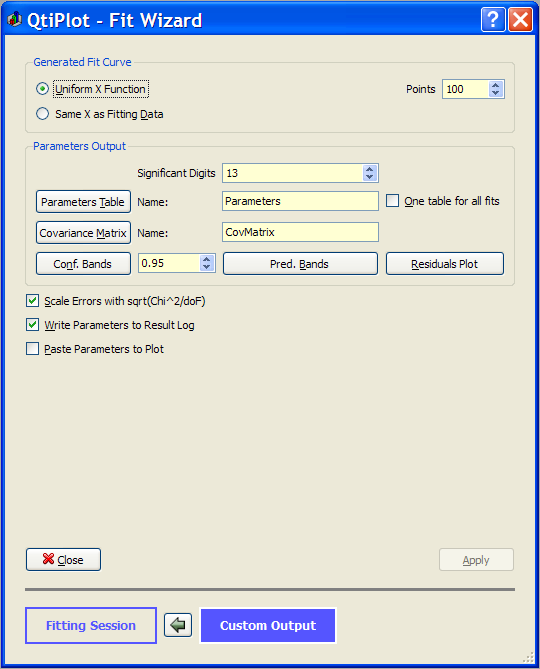 QtiPlot - Fit Wizard
?
Generated Fit Curve
Uniform X Function
Points 100
Same X as Fitting Data
Parameters Output
Significant Digits 13
Parameters Table Name: Parameters One table for all fits
Covariance Matrix Name: CovMatrix
Conf. Bands 0.95 Pred. Bands Residuals Plot
Scale Errors with sqrt(Chi^2/doF)
Write Parameters to Result Log
Paste Parameters to Plot
Close Apply
Fitting Session Custom Output